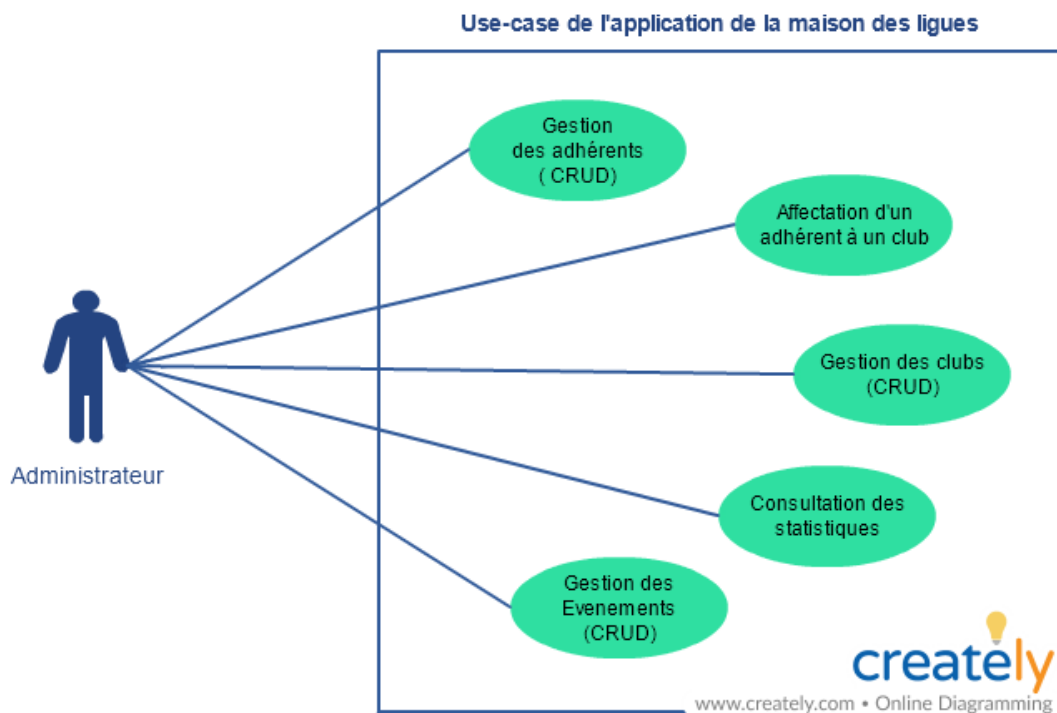 Use-case de l'application de la maison des ligues
Gestion
des adhérents
( CRUD)
Affectation d'un
adhérent à un club
Gestion des clubs
(CRUD)
Administrateur
Consultation des
statistiques
Gestion des
Evenements
(CRUD)
creately
www.creately.com • Online Diagramming